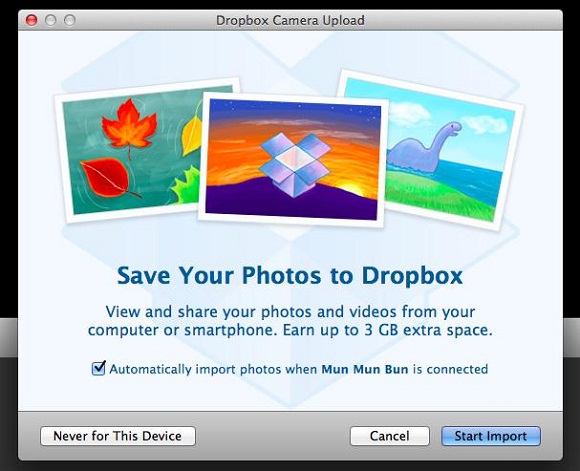 Dropbox Camera Upload
Save Your Photos to Dropbox
View and share your photos and videos from your
computer or smartphone. Earn up to 3 GB extra space.
Automatically import photos when Mun Mun Bun is connected
Never for This Device
Cancel
Start Import